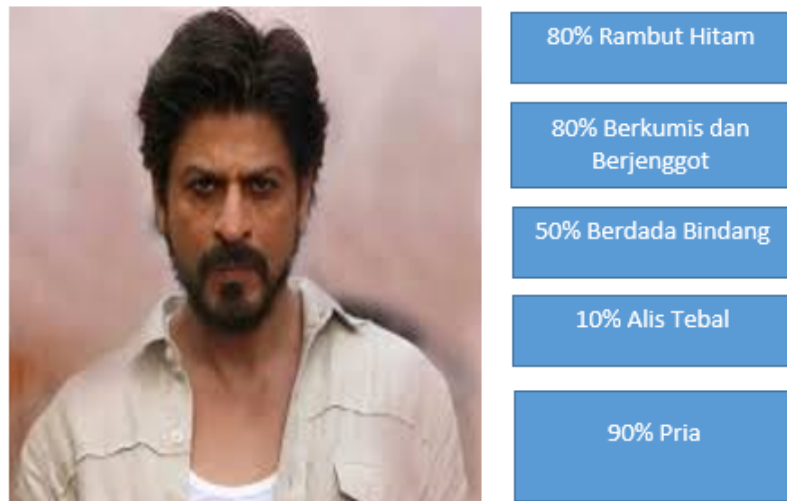 80% Rambut Hitam
80% Berkumis dan
Berjenggot
50% Berdada Bindang
10% Alis Tebal
90% Pria